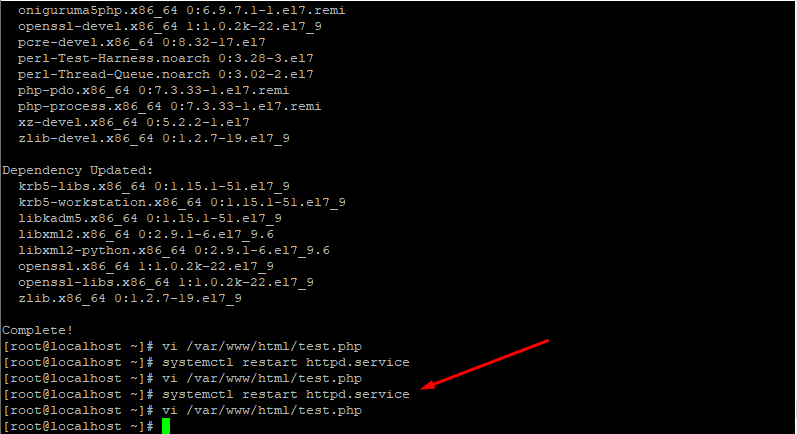 oniguruma5php.x86_64 0:6.9.7.1-1.el7.remi
openssl-devel.x86_64 1:1.0.2k-22.el7_9
pcre-devel.x86_64 0:8.32-17.el7
perl-Test-Harness.noarch 0:3.28-3.el7
perl-Thread-Queue.noarch 0:3.02-2.el7
php-pdo.x86_64 0:7.3.33-1.el7.remi
php-process.x86_64 0:7.3.33-1.el7.remi
xz-devel.x86_64 0:5.2.2-1.el7
zlib-devel.x86_64 0:1.2.7-19.el7_9
Dependency Updated:
krb5-libs.x86_64 0:1.15.1-51.el7_9
krb5-workstation.x86_64 0:1.15.1-51.el7_9
libkadm5.x86_64 0:1.15.1-51.el7_9
libxml2.x86_64 0:2.9.1-6.el7_9.6
libxml2-python.x86_64 0:2.9.1-6.el7_9.6
openssl.x86_64 1:1.0.2k-22.el7_9
openssl-libs.x86_64 1:1.0.2k-22.el7_9
zlib.x86_64 0:1.2.7-19.el7_9
Complete!
[root@localhost ~]# vi /var/www/html/test.php
[root@localhost ~]# systemctl restart httpd.service
[root@localhost ~]# vi /var/www/html/test.php
[root@localhost ~]# systemctl restart httpd.service
[root@localhost ~]# vi /var/www/html/test.php
[root@localhost ~]#